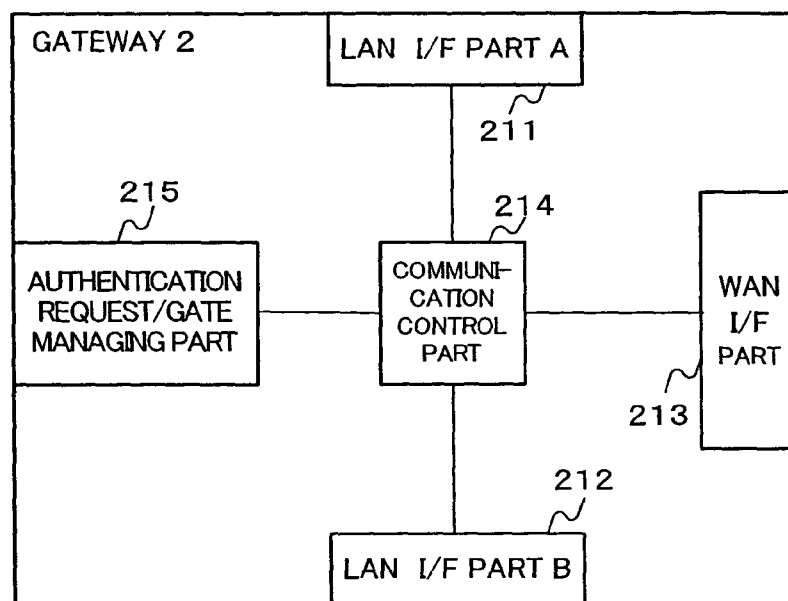 GATEWAY 2
LAN I/F PART A
211
215
214
AUTHENTICATION
REQUEST/GATE
MANAGING PART
COMMUNI-
CATION
CONTROL
PART
WAN
I/F
PART
213
212
LAN I/F PART B